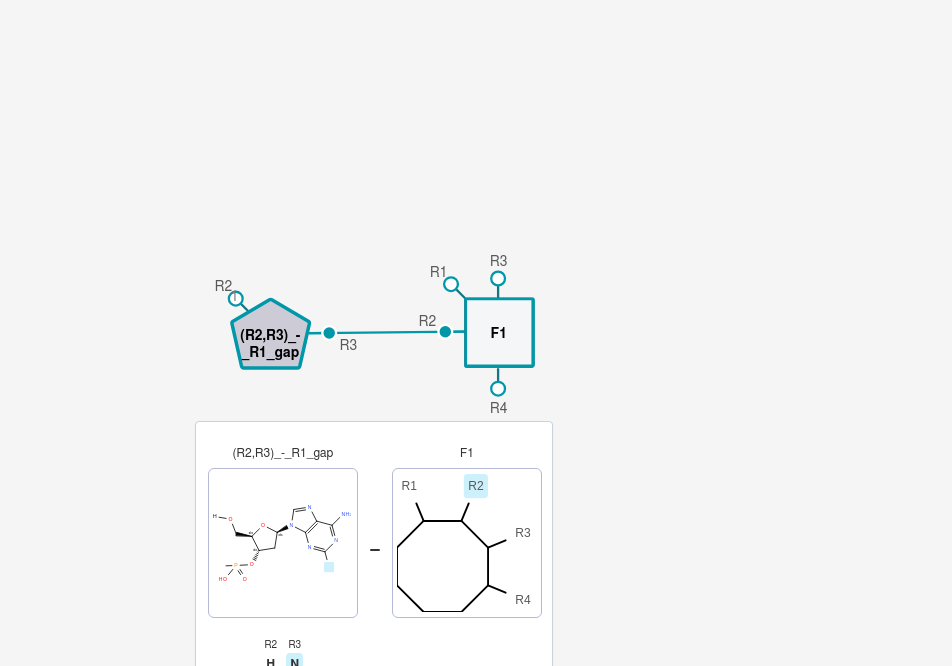 R3
R1
R2
R2
(R2,R3)_-
_R1_gap
F1
R3
R4
(R2,R3)_-_R1_gap
F1
R1
R2
N
NH₂
H
O
O
N
R3
N
N
O
P
HO
O
R4
R2
R3
H
N